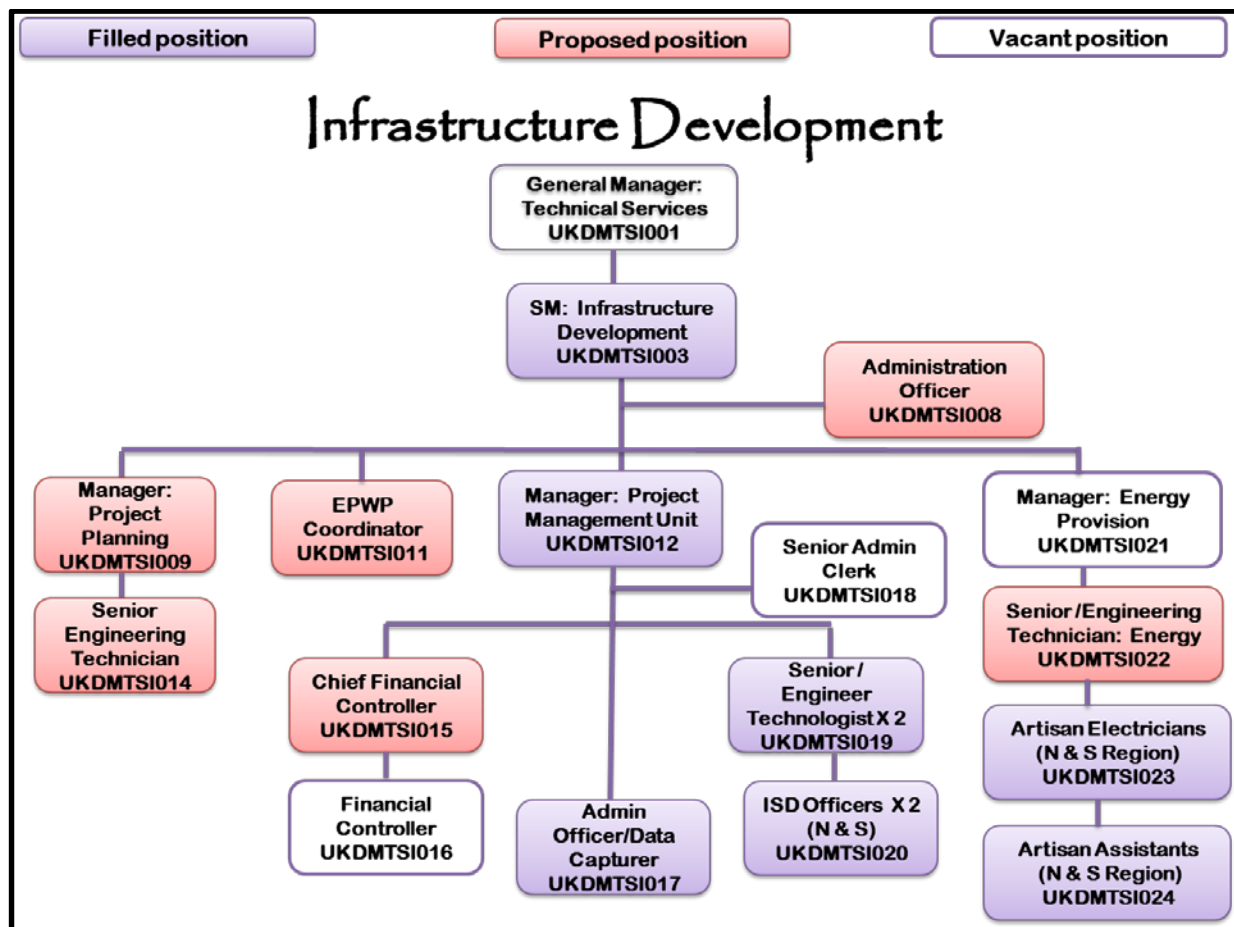 Filled position
Proposed position
Vacant position
Infrastructure Development
General Manager:
Technical Services
UKDMTSI001
SM: Infrastructure
Development
UKDMTSI003
Administration
Officer
UKDMTSI008
Manager:
Project
Planning
UKDMTSI009
EPWP
Coordinator
UKDMTSI011
Manager: Project
Management Unit
UKDMTSI012
Manager: Energy
Provision
UKDMTSI021
Senior Admin
Clerk
UKDMTSI018
Senior
Engineering
Technician
UKDMTSI014
Senior /Engineering
Technician: Energy
UKDMTSI022
Chief Financial
Controller
UKDMTSI015
Senior /
Engineer
Technologist X 2
UKDMTSI019
Artisan Electricians
(N & S Region)
UKDMTSI023
Financial
Controller
UKDMTSI016
Admin
Officer/Data
Capturer
UKDMTSI017
ISD Officers X 2
(N & S)
UKDMTSI020
Artisan Assistants
(N & S Region)
UKDMTSI024